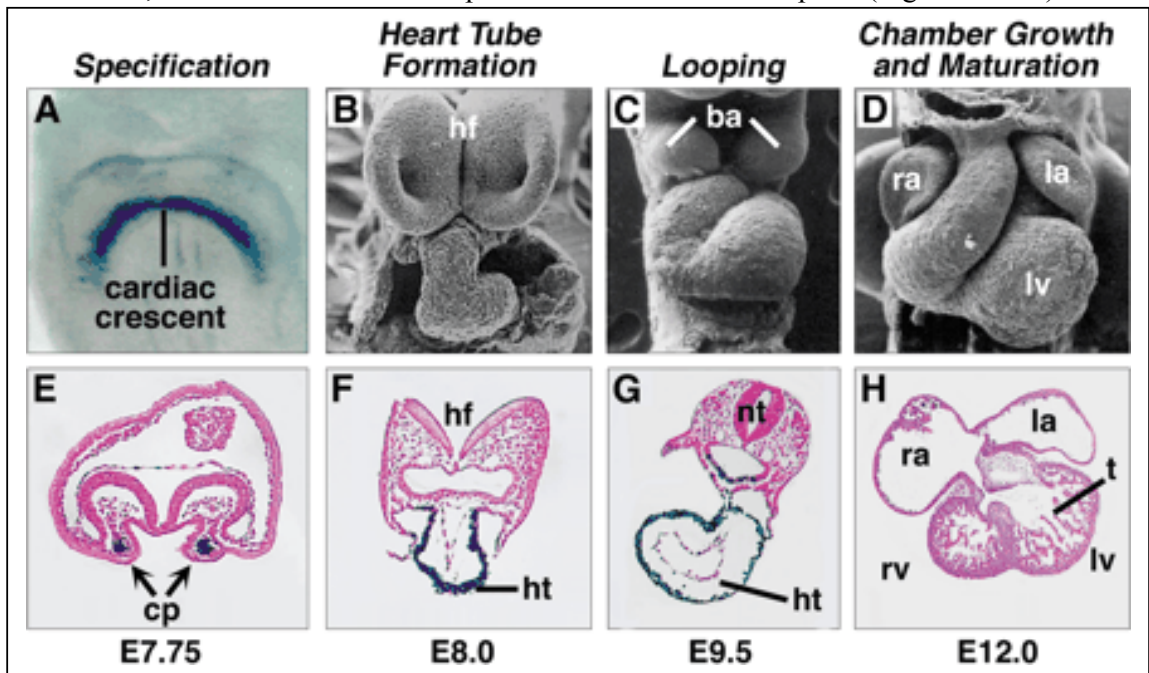 Heart Tube Formation
Chamber Growth and Maturation
Specification
Looping
A
B
C
D
hf
ba
ra
la
lv
cardiac
crescent
E
F
G
H
hf
nt
la
ra
t
cp
ht
ht
rv
lv
E7.75
E8.0
E9.5
E12.0